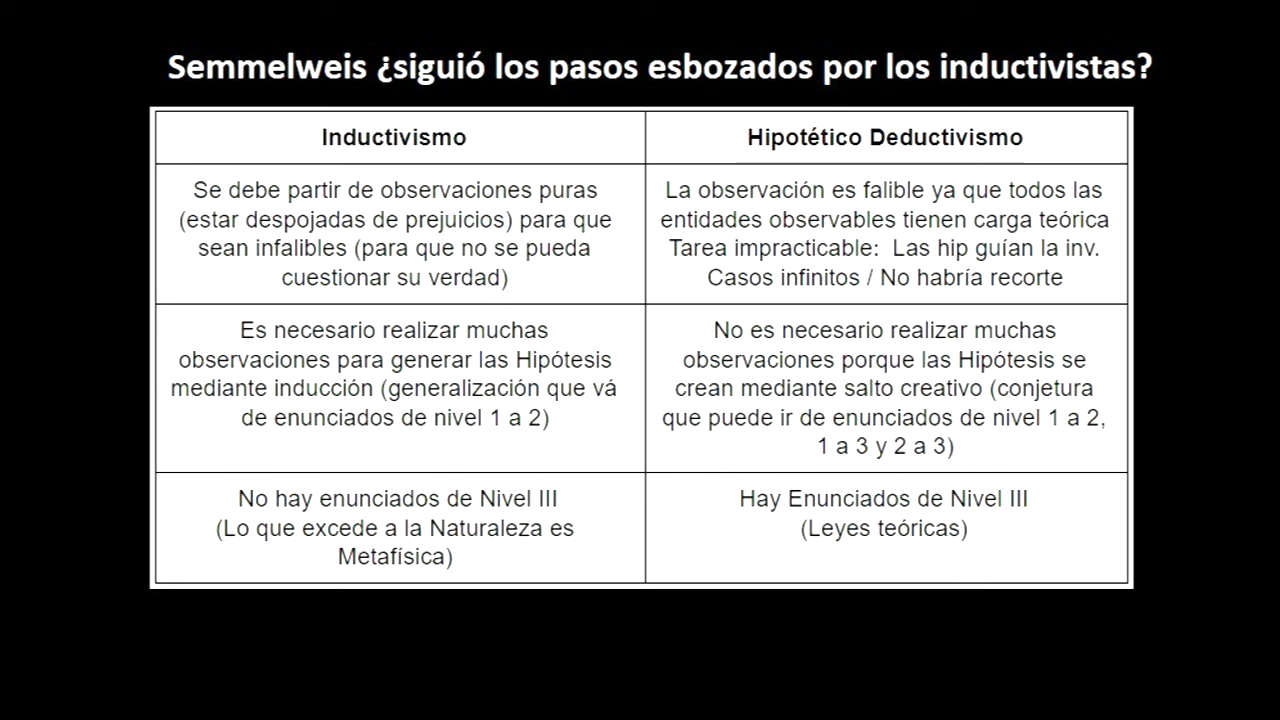 Semmelweis ¿siguió los pasos esbozados por los inductivistas?
Inductivismo
Hipotético Deductivismo
Se debe partir de observaciones puras
(estar despojadas de prejuicios) para que
sean infalibles (para que no se pueda
cuestionar su verdad)
La observación es falible ya que todos las
entidades observables tienen carga teórica
Tarea impracticable: Las hip guían la inv.
Casos infinitos / No habría recorte
Es necesario realizar muchas
observaciones para generar las Hipótesis
mediante inducción (generalización que vá
de enunciados de nivel 1 a 2)
No es necesario realizar muchas
observaciones porque las Hipótesis se
crean mediante salto creativo (conjetura
que puede ir de enunciados de nivel 1 a 2,
1 a 3 y 2 a 3)
No hay enunciados de Nivel III
(Lo que excede a la Naturaleza es
Metafísica)
Hay Enunciados de Nivel III
(Leyes teóricas)